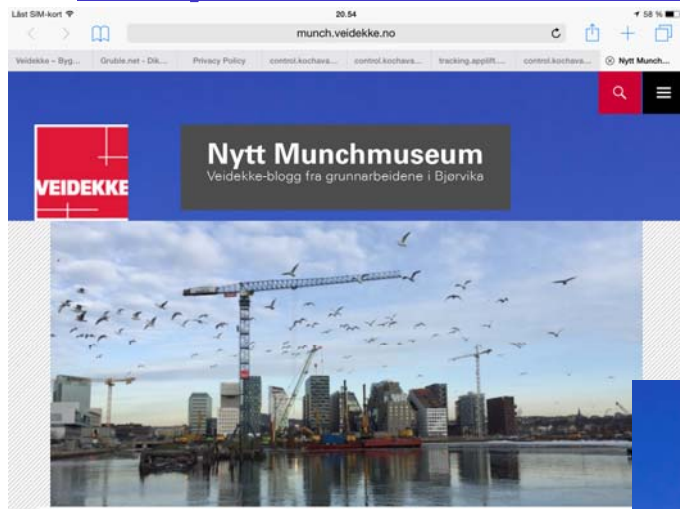 Låst SIM-kort
20.54
58 %
munch.veidekke.no
Veidekke – Byg...
Gruble.net - Dik...
Privacy Policy
control.kochava...
control.kochava...
tracking.applift....
control.kochava...
Nytt Munch...
VEIDEKKE
Nytt Munchmuseum
Veidekke-blogg fra grunnarbeidene i Bjørvika